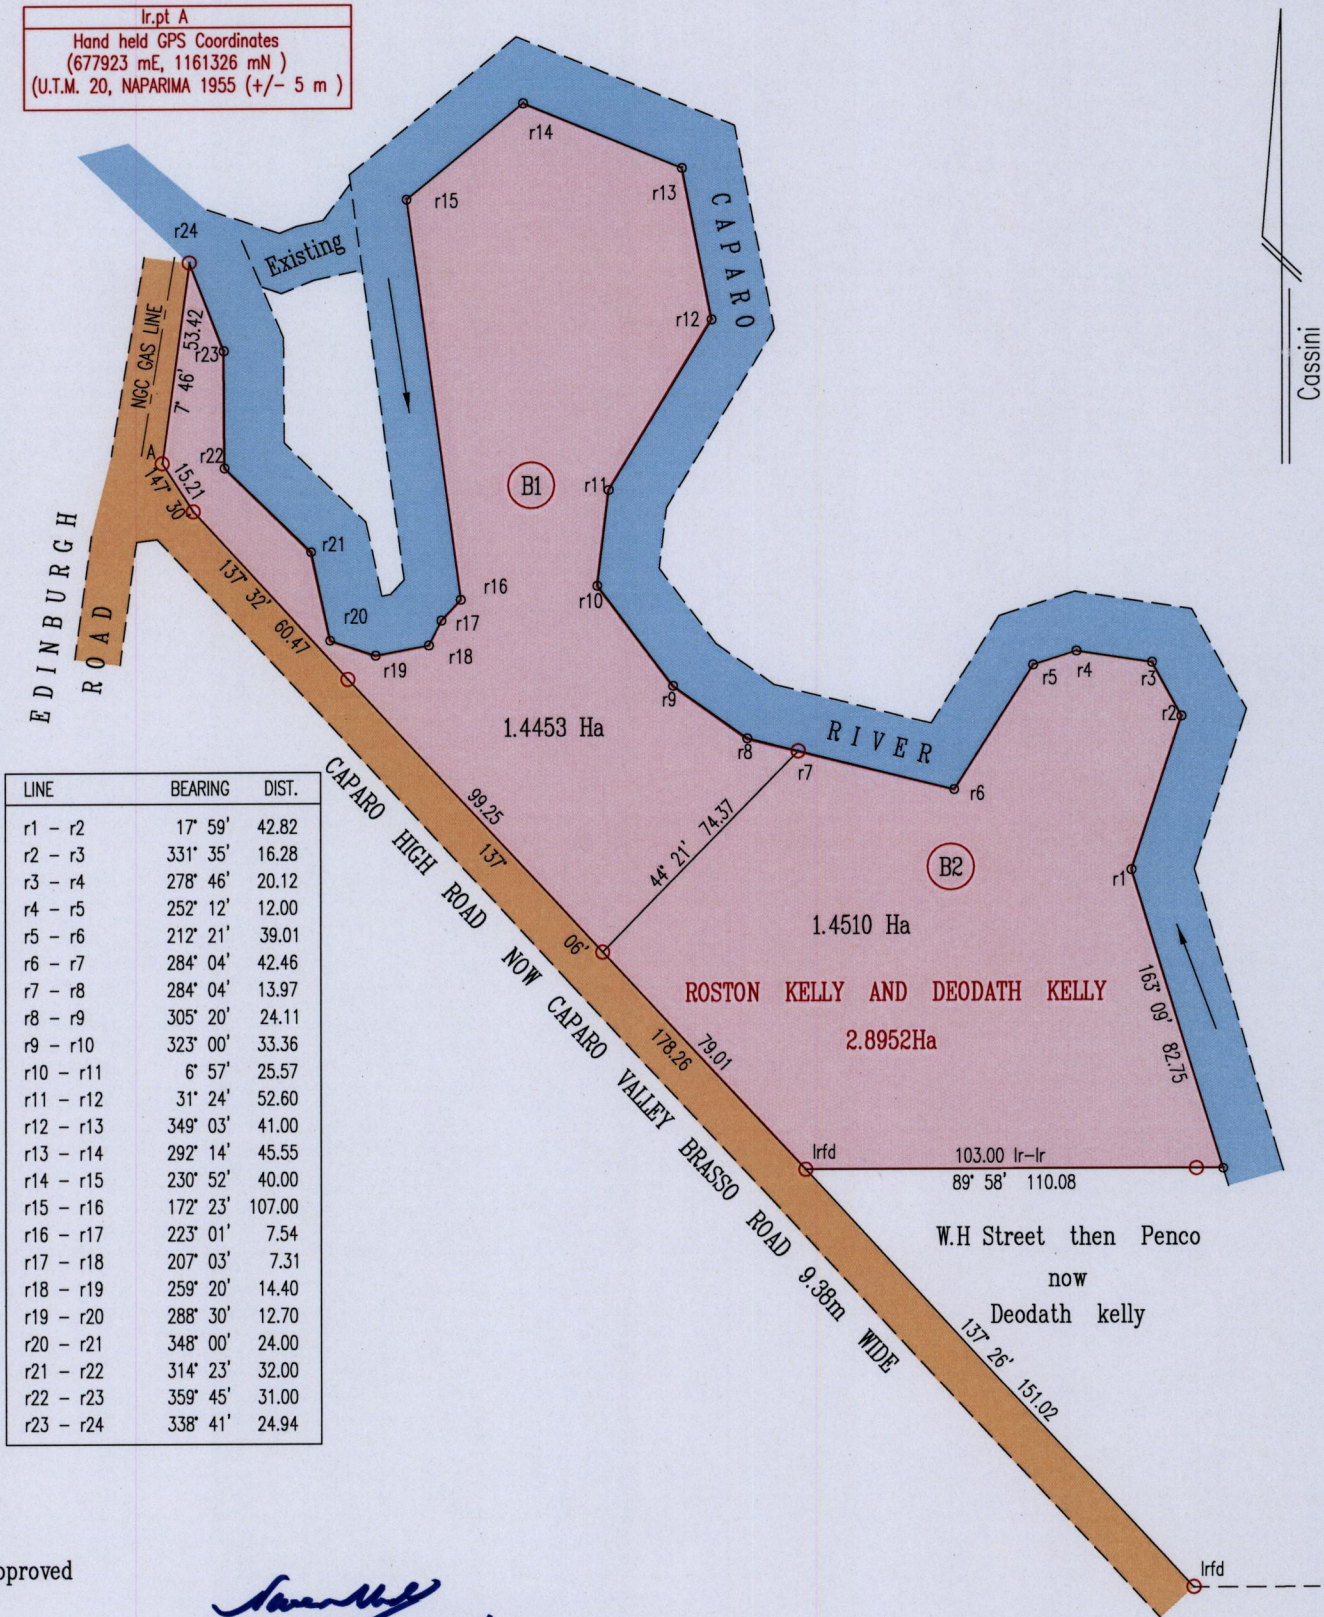 Ir.pt A
Hand held GPS Coordinates
(677923 mE, 1161326 mN )
(U.T.M. 20, NAPARIMA 1955 (+/- 5 m )
r14
r13
r15
CAPARO
r24
Existing
Cassini
NGC GAS LINE
53.42
7° 46'
r23
r12
A
r22
15.21
147° 30'
B1
r11
EDINBURGH
ROAD
r21
137° 32' 60.47
r20
r16
r17
r18
r19
r10
r9
r8
r7
RIVER
r6
r5
r4
r3
r2
r1
1.4453 Ha
99.25
137° 06'
44° 21' 74.37
B2
1.4510 Ha
ROSTON KELLY AND DEODATH KELLY
2.8952Ha
163° 09' 82.75
79.01
178.26
CAPARO HIGH ROAD NOW CAPARO VALLEY BRASSO ROAD 9.38m WIDE
Irfd
103.00 Ir-Ir
89° 58' 110.08
W.H Street then Penco
now
Deodath kelly
137° 26' 151.02
Irfd
LINE BEARING DIST.
r1 - r2 17° 59' 42.82
r2 - r3 331° 35' 16.28
r3 - r4 278° 46' 20.12
r4 - r5 252° 12' 12.00
r5 - r6 212° 21' 39.01
r6 - r7 284° 04' 42.46
r7 - r8 284° 04' 13.97
r8 - r9 305° 20' 24.11
r9 - r10 323° 00' 33.36
r10 - r11 6° 57' 25.57
r11 - r12 31° 24' 52.60
r12 - r13 349° 03' 41.00
r13 - r14 292° 14' 45.55
r14 - r15 230° 52' 40.00
r15 - r16 172° 23' 107.00
r16 - r17 223° 01' 7.54
r17 - r18 207° 03' 7.31
r18 - r19 259° 20' 14.40
r19 - r20 288° 30' 12.70
r20 - r21 348° 00' 24.00
r21 - r22 314° 23' 32.00
r22 - r23 359° 45' 31.00
r23 - r24 338° 41' 24.94
pproved